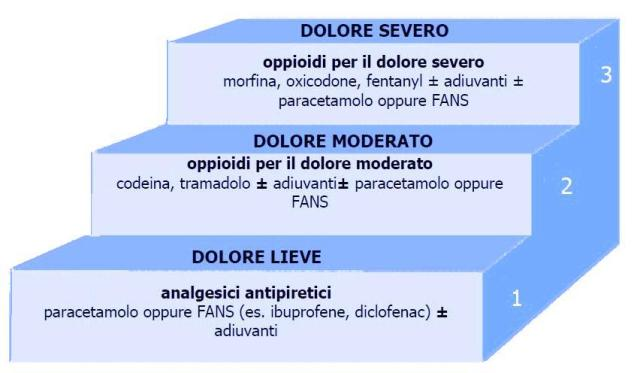 DOLORE SEVERO
oppioidi per il dolore severo
morfina, oxicodone, fentanyl ± adiuvanti ±
paracetamolo oppure FANS
3
DOLORE MODERATO
oppioidi per il dolore moderato
codeina, tramadolo ± adiuvanti± paracetamolo oppure
FANS
2
DOLORE LIEVE
analgesici antipiretici
paracetamolo oppure FANS (es. ibuprofene, diclofenac) ±
adiuvanti
1